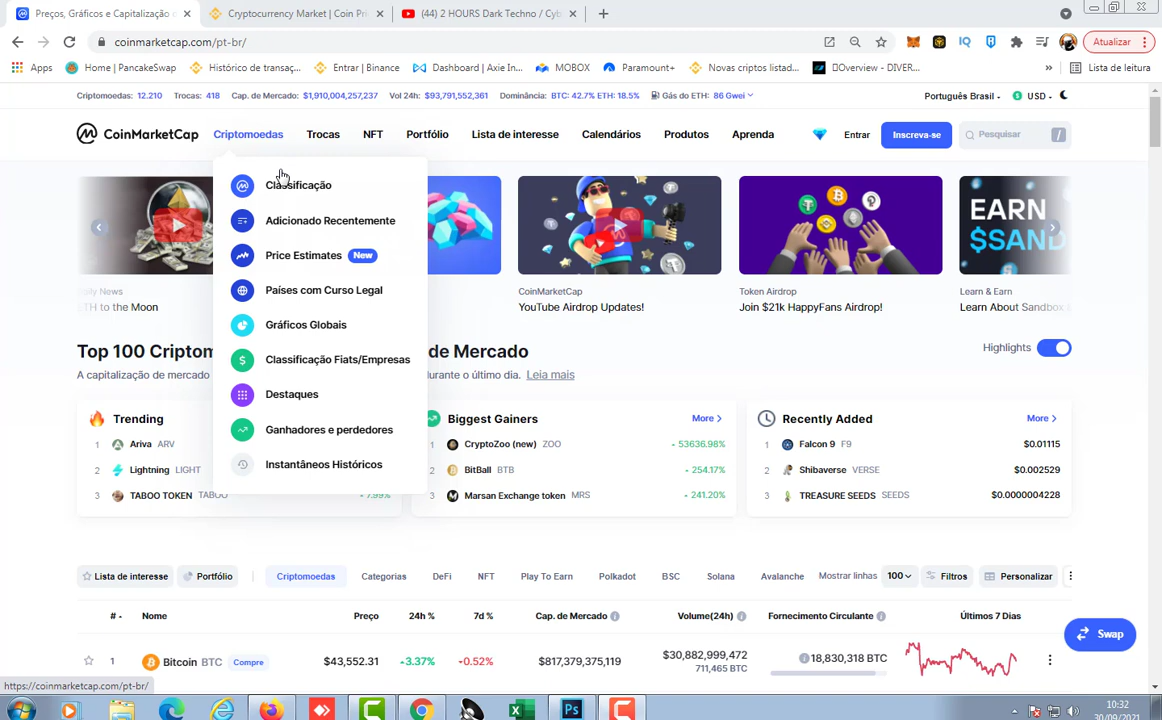 Preços, Gráficos e Capitalização d
Cryptocurrency Market | Coin Pri
(44) 2 HOURS Dark Techno / Cyb
coinmarketcap.com/pt-br/
Atualizar
Apps
Home | PancakeSwap
Histórico de transaç...
Entrar | Binance
Dashboard | Axie In...
MOBOX
Paramount+
Novas criptos listad...
Overview - DIVER...
»
Lista de leitura
Criptomoedas: 12.210 Trocas: 418 Cap. de Mercado: $1,910,004,257,237 Vol 24h: $93,791,552,361 Dominância: BTC: 42.7% ETH: 18.5% Gás do ETH: 86 Gwei
Português Brasil
USD
CoinMarketCap
Criptomoedas
Trocas
NFT
Portfólio
Lista de interesse
Calendários
Produtos
Aprenda
Entrar
Inscreva-se
Pesquisar
/
Classificação
Adicionado Recentemente
Price Estimates New
Países com Curso Legal
Gráficos Globais
Classificação Fiats/Empresas
Destaques
Ganhadores e perdedores
Instantâneos Históricos
EARN
$SAND
News
ETH to the Moon
CoinMarketCap
YouTube Airdrop Updates!
Token Airdrop
Join $21k HappyFans Airdrop!
Learn & Earn
Learn About Sandbox
Top 100 Criptom
de Mercado
Highlights
A capitalização de mercado
durante o último dia. Leia mais
Trending
1 Ariva ARV
2 Lightning LIGHT
3 TABOO TOKEN TABOO 7.99%
Biggest Gainers More >
1 CryptoZoo (new) ZOO 53636.98%
2 BitBall BTB 254.17%
3 Marsan Exchange token MRS 241.20%
Recently Added More >
1 Falcon 9 F9 $0.01115
2 Shibaverse VERSE $0.002529
3 TREASURE SEEDS SEEDS $0.0000004228
Lista de interesse
Portfólio
Criptomoedas
Categorias
DeFi
NFT
Play To Earn
Polkadot
BSC
Solana
Avalanche
Mostrar linhas
100
Filtros
Personalizar
# Nome Preço 24h % 7d % Cap. de Mercado Volume(24h) Fornecimento Circulante Últimos 7 Dias
1 Bitcoin BTC Compre $43,552.31 3.37% -0.52% $817,379,375,119 $30,882,999,472 18,830,318 BTC
711,465 BTC
Swap
https://coinmarketcap.com/pt-br/
Ps
10:32
30/09/2021